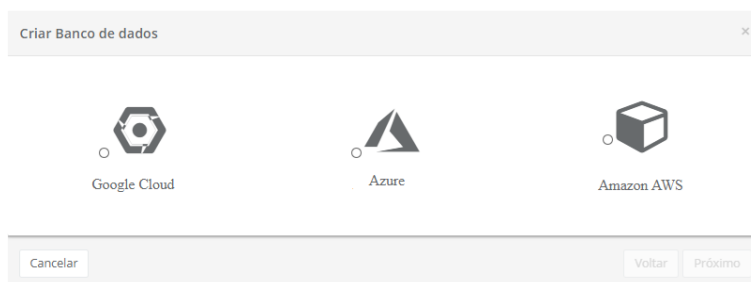 Criar Banco de dados ×
Google Cloud
Azure
Amazon AWS
Cancelar
Voltar
Próximo